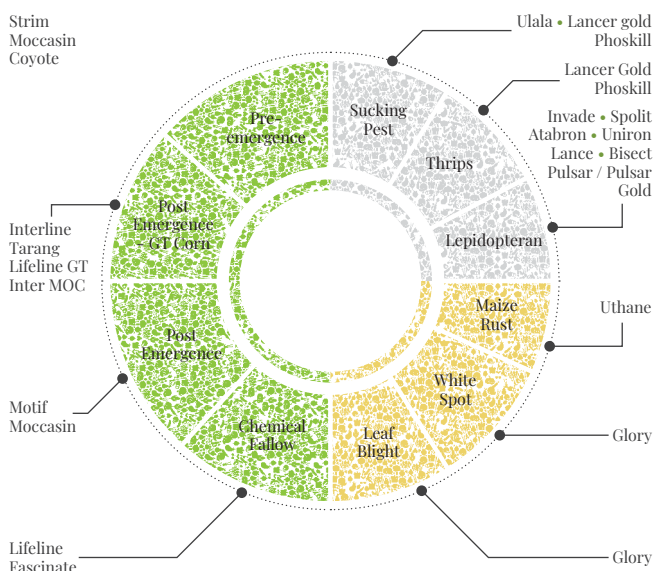 Strim
Moccasin
Coyote
Ulala • Lancer gold
Phoskill
Lancer Gold
Phoskill
Invade • Spolit
Atabron • Uniron
Lance • Bisect
Pulsar / Pulsar
Gold
Pre-
emergence
Sucking
Pest
Thrips
Lepidopteran
Post
Emergence
- GT Corn
Interline
Tarang
Lifeline GT
Inter MOC
Maize
Rust
Uthane
Post
Emergence
White
Spot
Motif
Moccasin
Chemical
Fallow
Leaf
Blight
Glory
Lifeline
Fascinate
Glory